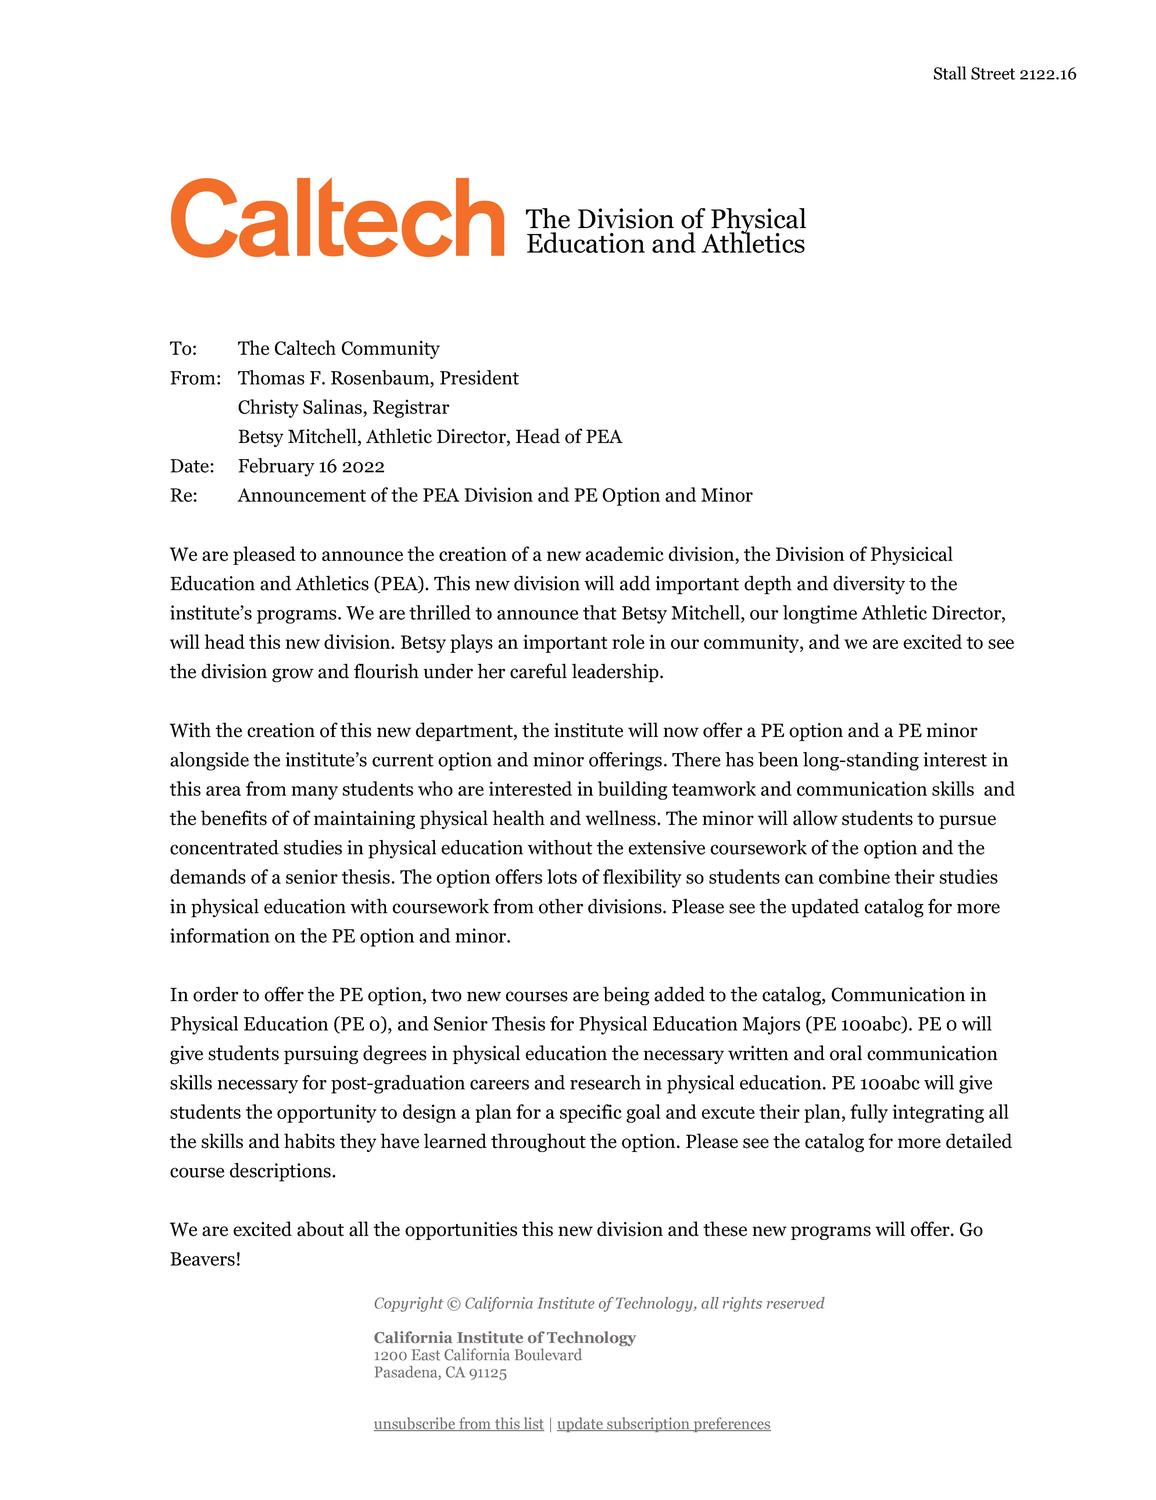 Stall Street 2122.16
Caltech
The Division of Physical
Education and Athletics
To: The Caltech Community
From: Thomas F. Rosenbaum, President
Christy Salinas, Registrar
Betsy Mitchell, Athletic Director, Head of PEA
Date: February 16 2022
Re: Announcement of the PEA Division and PE Option and Minor
We are pleased to announce the creation of a new academic division, the Division of Physicical
Education and Athletics (PEA). This new division will add important depth and diversity to the
institute’s programs. We are thrilled to announce that Betsy Mitchell, our longtime Athletic Director,
will head this new division. Betsy plays an important role in our community, and we are excited to see
the division grow and flourish under her careful leadership.
With the creation of this new department, the institute will now offer a PE option and a PE minor
alongside the institute’s current option and minor offerings. There has been long-standing interest in
this area from many students who are interested in building teamwork and communication skills  and
the benefits of of maintaining physical health and wellness. The minor will allow students to pursue
concentrated studies in physical education without the extensive coursework of the option and the
demands of a senior thesis. The option offers lots of flexibility so students can combine their studies
in physical education with coursework from other divisions. Please see the updated catalog for more
information on the PE option and minor.
In order to offer the PE option, two new courses are being added to the catalog, Communication in
Physical Education (PE 0), and Senior Thesis for Physical Education Majors (PE 100abc). PE 0 will
give students pursuing degrees in physical education the necessary written and oral communication
skills necessary for post-graduation careers and research in physical education. PE 100abc will give
students the opportunity to design a plan for a specific goal and excute their plan, fully integrating all
the skills and habits they have learned throughout the option. Please see the catalog for more detailed
course descriptions.
We are excited about all the opportunities this new division and these new programs will offer. Go
Beavers!
Copyright © California Institute of Technology, all rights reserved
California Institute of Technology
1200 East California Boulevard
Pasadena, CA 91125
unsubscribe from this list | update subscription preferences